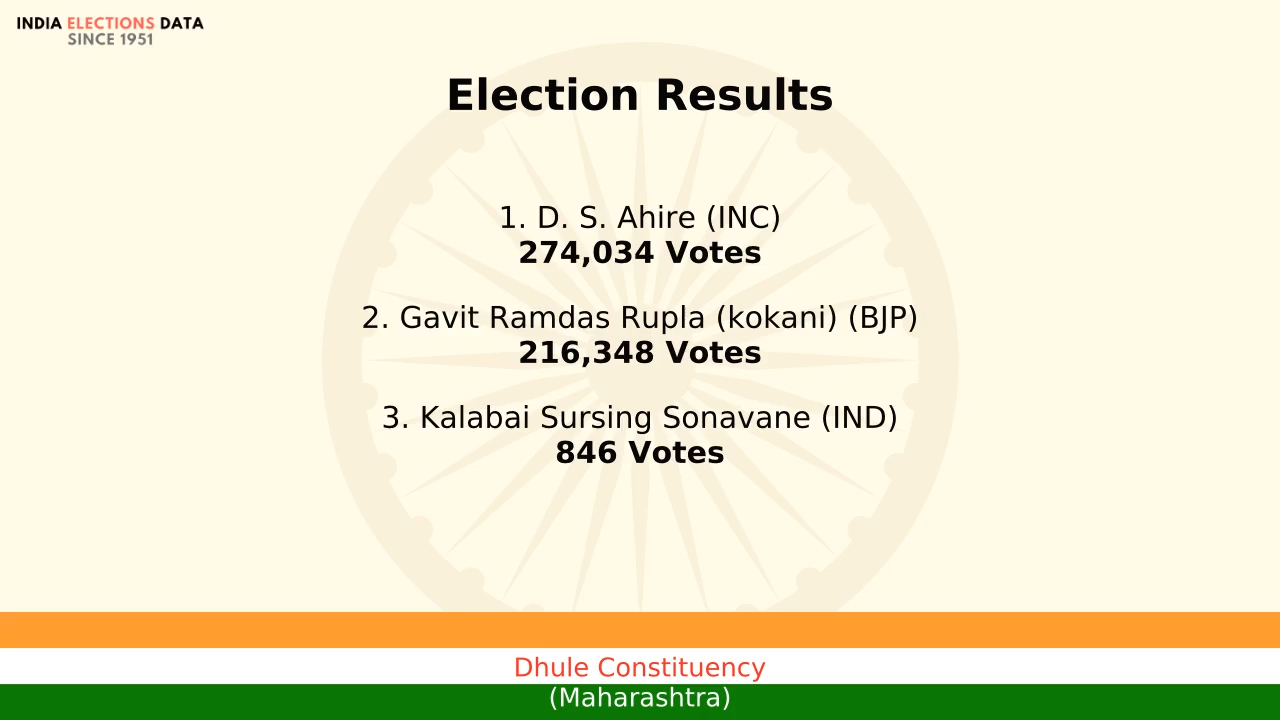 INDIA ELECTIONS DATA
SINCE 1951
Election Results
1. D. S. Ahire (INC)
274,034 Votes
2. Gavit Ramdas Rupla (kokani) (BJP)
216,348 Votes
3. Kalabai Sursing Sonavane (IND)
846 Votes
Dhule Constituency
(Maharashtra)